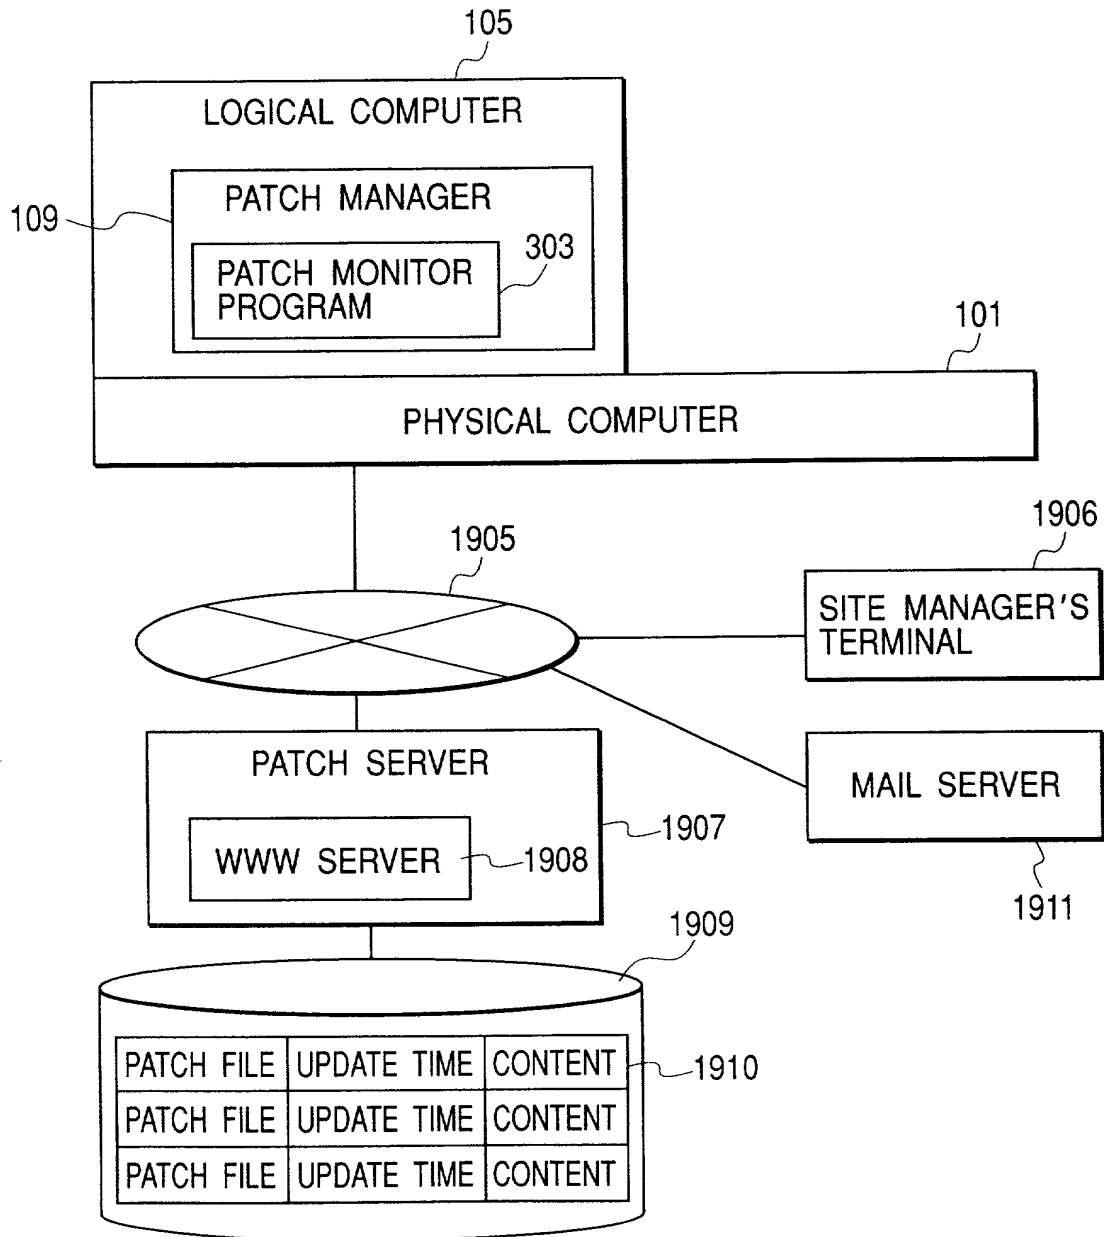 105
LOGICAL COMPUTER
PATCH MANAGER
109
303
PATCH MONITOR
PROGRAM
101
PHYSICAL COMPUTER
1905
1906
SITE MANAGER'S
TERMINAL
PATCH SERVER
MAIL SERVER
1907
WWW SERVER
1908
1911
1909
PATCH FILE UPDATE TIME CONTENT
1910
PATCH FILE UPDATE TIME CONTENT
PATCH FILE UPDATE TIME CONTENT